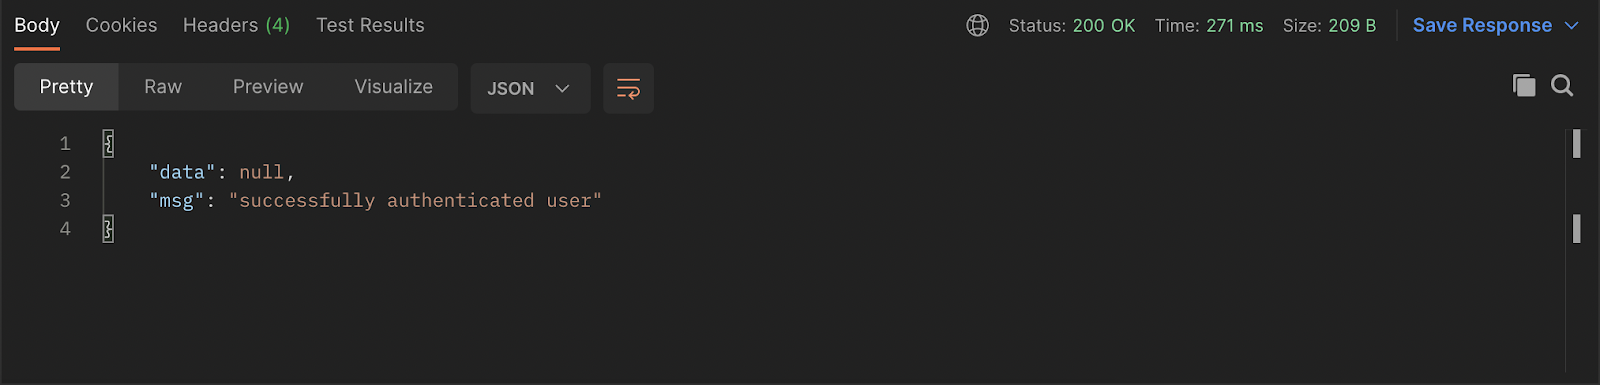 Body Cookies Headers (4) Test Results Status: 200 OK Time: 271 ms Size: 209 B Save Response
Pretty Raw Preview Visualize JSON
1 {
2 "data": null,
3 "msg": "successfully authenticated user"
4 }